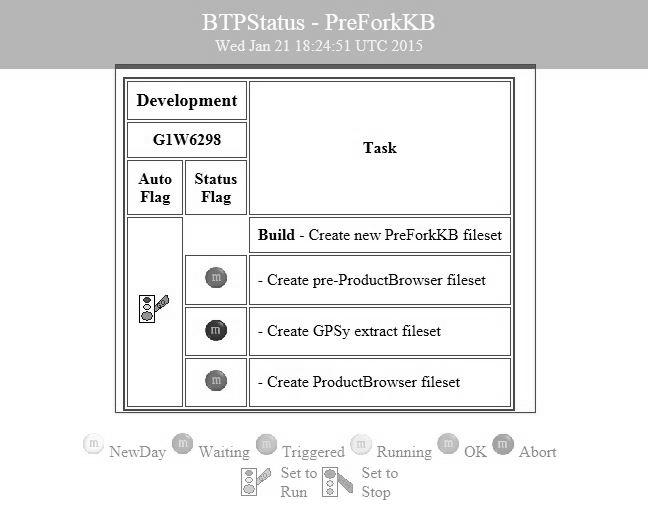 BTPStatus - PreForkKB
Wed Jan 21 18:24:51 UTC 2015
Development
G1W6298
Auto
Flag
Status
Flag
Task
Build - Create new PreForkKB fileset
m
- Create pre-ProductBrowser fileset
m
- Create GPSy extract fileset
m
- Create ProductBrowser fileset
m NewDay m Waiting m Triggered m Running m OK m Abort
Set to
Run
Set to
Stop